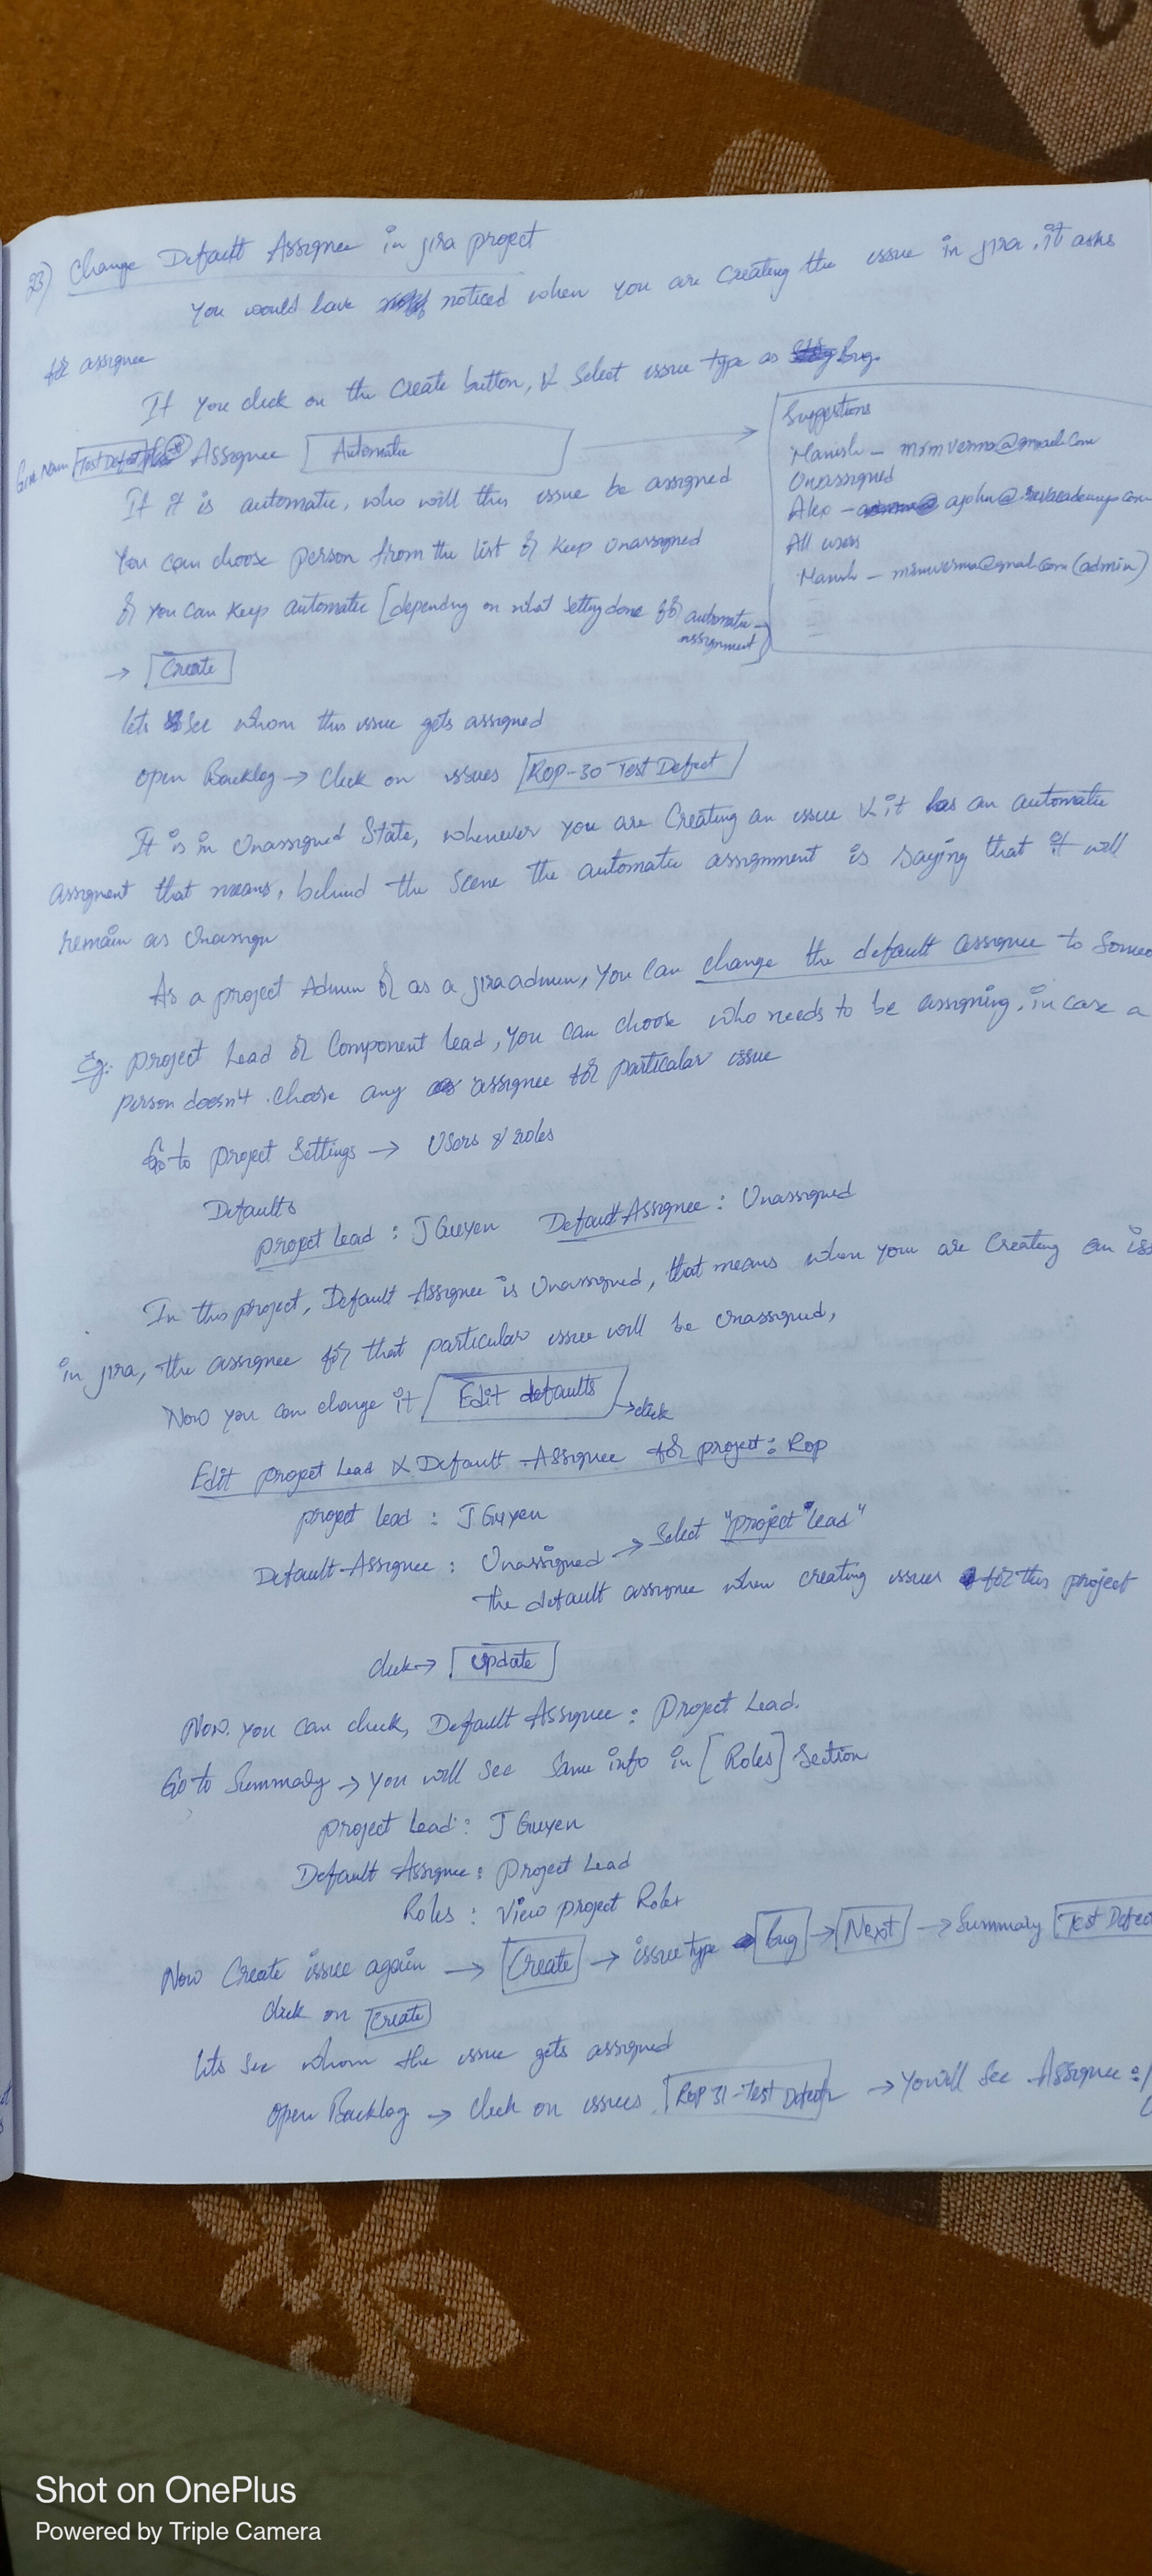 23) Change Default Assignee in jira project
You would have noticed when you are Creating the issue in jira, it asks
for assignee
If you click on the Create button, & Select issue type as Bug.
Give Name [Test Defect] Assignee [Automatic] →
Suggestions
Manish - mrmverma@gmail.com
Unassigned
Alex - ajohn@
All users
Manish - mrmverma@gmail.com (admin)
If it is automatic, who will this issue be assigned
You can choose person from the list or keep unassigned
or you can keep automatic [depending on what setting done for automatic assignment]
→ [Create]
lets See whom this issue gets assigned
open Backlog → click on issues [ROP-30-Test Defect]
It is in Unassigned State, whenever you are Creating an issue & it has an automatic
assigment that means, behind the scene the automatic assignment is saying that it will
remain as Unassign
As a project Admin or as a jira admin, you can change the default assignee to
Eg: project Lead or Component lead, you can choose who needs to be assigning, in case a
person doesn't choose any assignee for particular issue
Go to project Settings → Users & roles
Defaults
project Lead : J Guyen Default Assignee : Unassigned
In this project, Default Assignee is Unassigned, that means when your are Creating an
in jira, the assignee for that particular issue will be Unassigned,
Now you can change it [Edit defaults] → click
Edit project Lead & Default-Assignee for project : Rop
project lead : J Guyen
Default-Assignee : Unassigned → Select "project lead"
The default assignee when creating issues for this project
click → [update]
Now. you can check, Default Assignee : Project Lead.
Go to Summary → you will see same info in [Roles] Section
project Lead : J Guyen
Default Assignee : Project Lead
Roles : View project Roles
Now Create issue again → [Create] → issue type [Bug] → [Next] → Summary [Test
click on [create]
lets see whom the issue gets assigned
open Backlog → click on issues [ROP 31-Test → You'll see Assignee :
Shot on OnePlus
Powered by Triple Camera